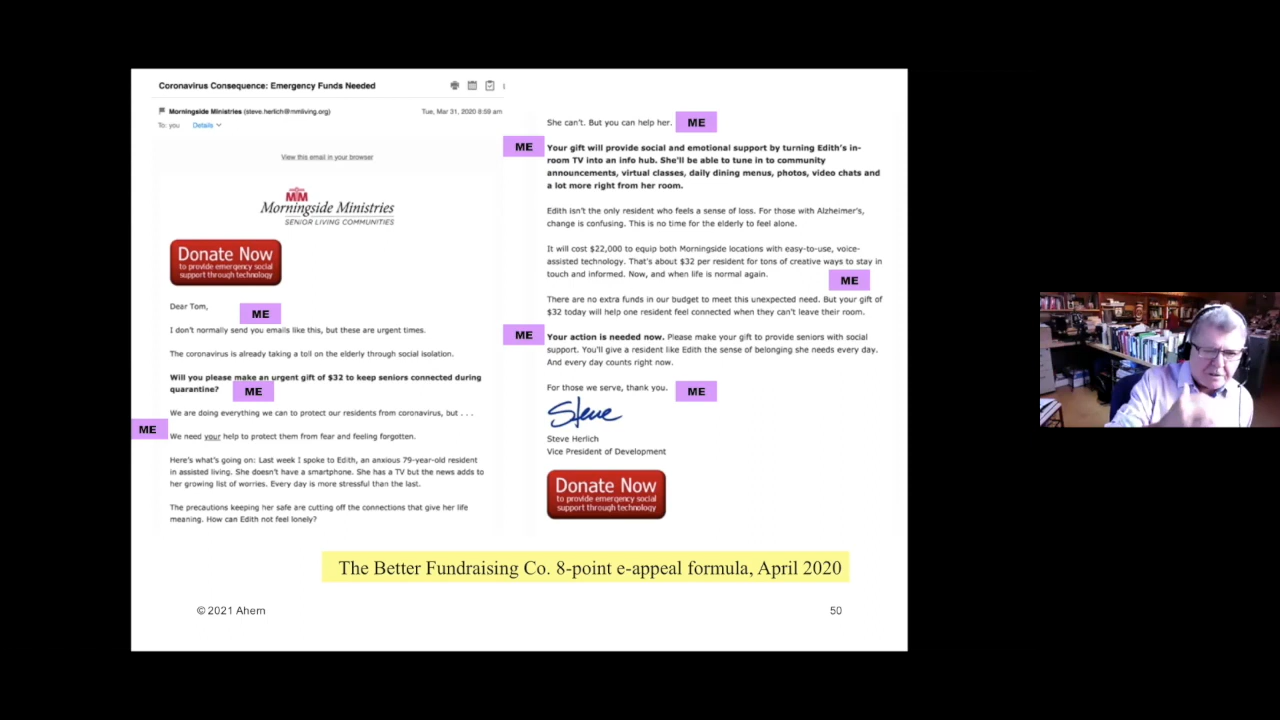 Coronavirus Consequence: Emergency Funds Needed
Morningside Ministries (steve.herlich@mmliving.org)
Tue, Mar 31, 2020 8:59 am
To: you Details
View this email in your browser
MM
Morningside Ministries
SENIOR LIVING COMMUNITIES
Donate Now
to provide emergency social
support through technology
Dear Tom,
ME
I don't normally send you emails like this, but these are urgent times.
The coronavirus is already taking a toll on the elderly through social isolation.
Will you please make an urgent gift of $32 to keep seniors connected during
quarantine?
ME
We are doing everything we can to protect our residents from coronavirus, but . . .
ME
We need your help to protect them from fear and feeling forgotten.
Here's what's going on: Last week I spoke to Edith, an anxious 79-year-old resident
in assisted living. She doesn't have a smartphone. She has a TV but the news adds to
her growing list of worries. Every day is more stressful than the last.
The precautions keeping her safe are cutting off the connections that give her life
meaning. How can Edith not feel lonely?
She can't. But you can help her.
ME
ME
Your gift will provide social and emotional support by turning Edith's in-
room TV into an info hub. She'll be able to tune in to community
announcements, virtual classes, daily dining menus, photos, video chats and
a lot more right from her room.
Edith isn't the only resident who feels a sense of loss. For those with Alzheimer's,
change is confusing. This is no time for the elderly to feel alone.
It will cost $22,000 to equip both Morningside locations with easy-to-use, voice-
assisted technology. That's about $32 per resident for tons of creative ways to stay in
touch and informed. Now, and when life is normal again.
ME
There are no extra funds in our budget to meet this unexpected need. But your gift of
$32 today will help one resident feel connected when they can't leave their room.
ME
Your action is needed now. Please make your gift to provide seniors with social
support. You'll give a resident like Edith the sense of belonging she needs every day.
And every day counts right now.
For those we serve, thank you.
ME
Steve
Steve Herlich
Vice President of Development
Donate Now
to provide emergency social
support through technology
The Better Fundraising Co. 8-point e-appeal formula, April 2020
© 2021 Ahern
50